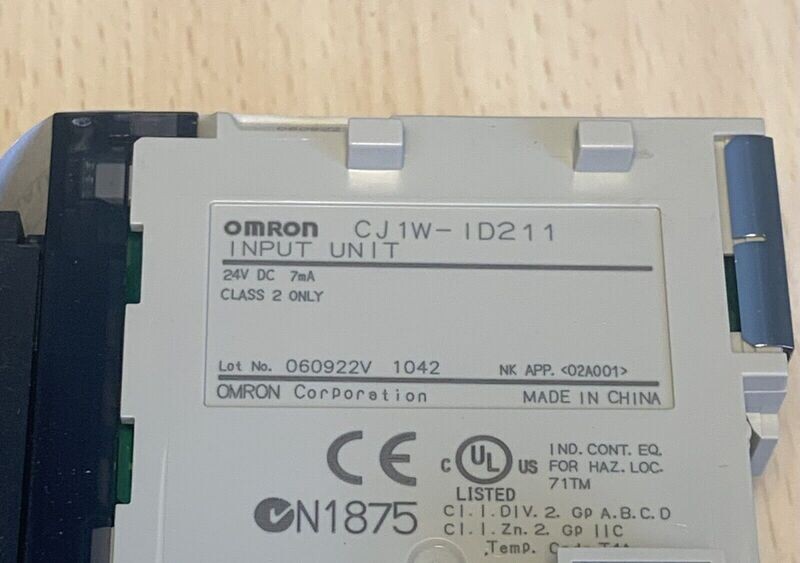 060922
OMRON CJ1W-ID211
INPUT UNIT
24V DC 7mA
CLASS 2 ONLY
Lot No. 060922V 1042 NK APP. <02A001>
OMRON Corporation MADE IN CHINA
CE
C UL US
LISTED
IND. CONT. EQ.
FOR HAZ. LOC.
71TM
N1875
Cl.I.DIV. 2. Gp A.B.C.D
Cl.I.Zn. 2. Gp IIC
Temp.